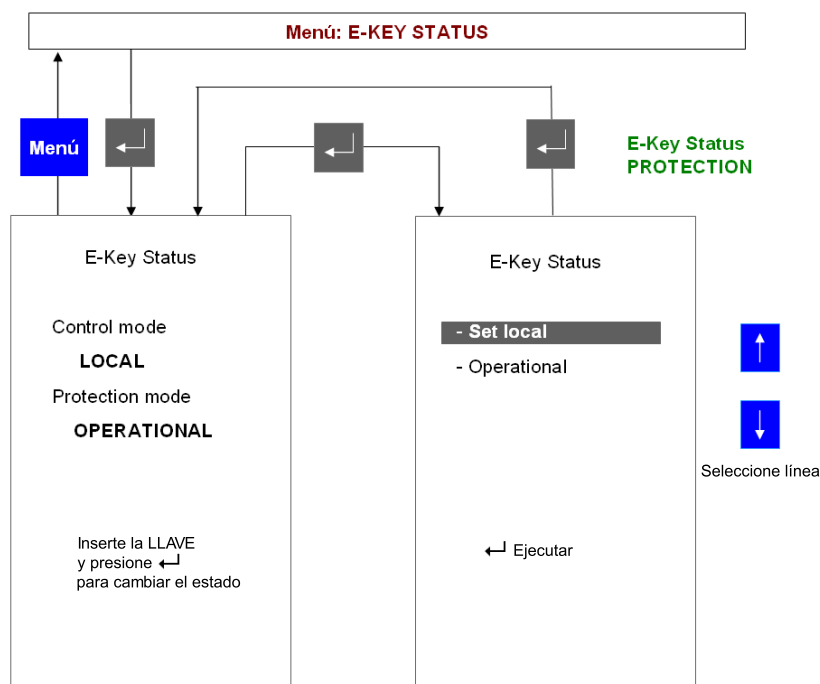 Menú: E-KEY STATUS
Menú
E-Key Status
PROTECTION
E-Key Status
Control mode
LOCAL
Protection mode
OPERATIONAL
Inserte la LLAVE
y presione ↵
para cambiar el estado
E-Key Status
- Set local
- Operational
↵ Ejecutar
Seleccione línea